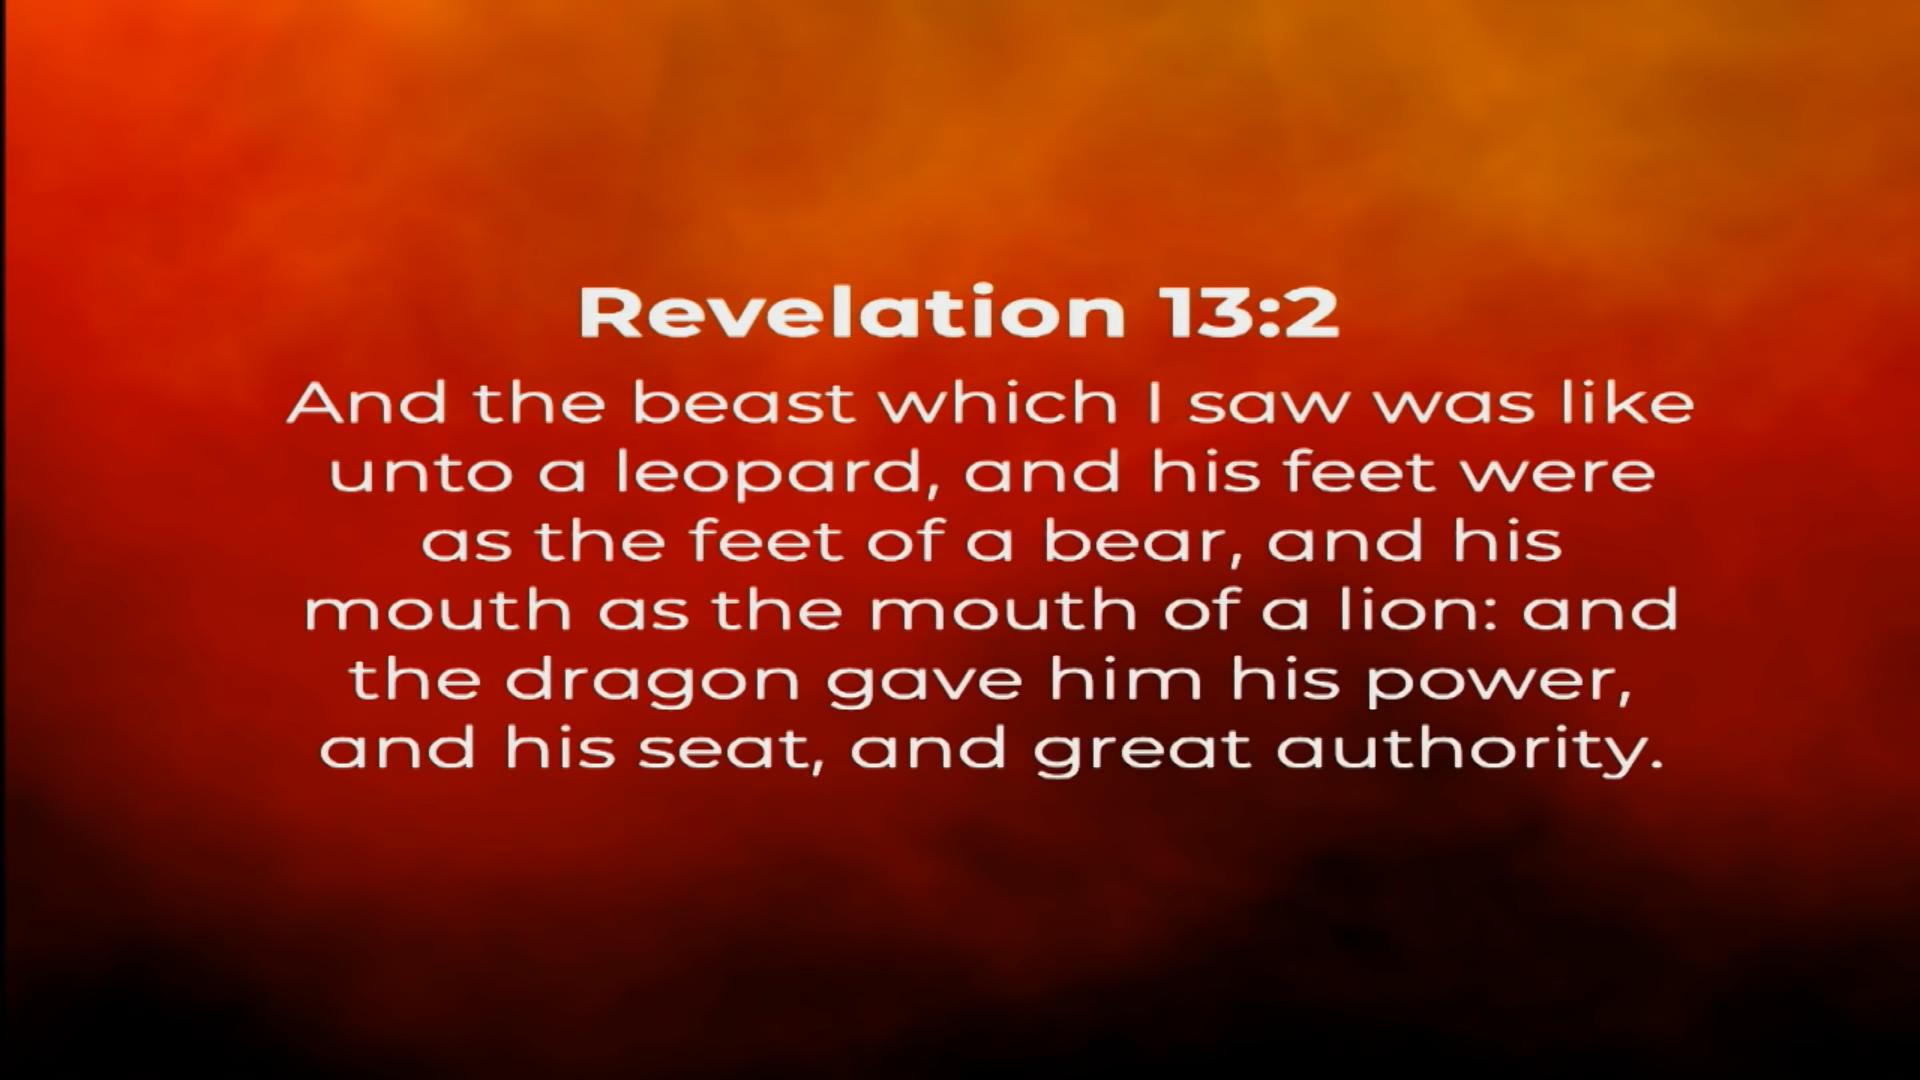 Revelation 13:2
And the beast which I saw was like
unto a leopard, and his feet were
as the feet of a bear, and his
mouth as the mouth of a lion: and
the dragon gave him his power,
and his seat, and great authority.